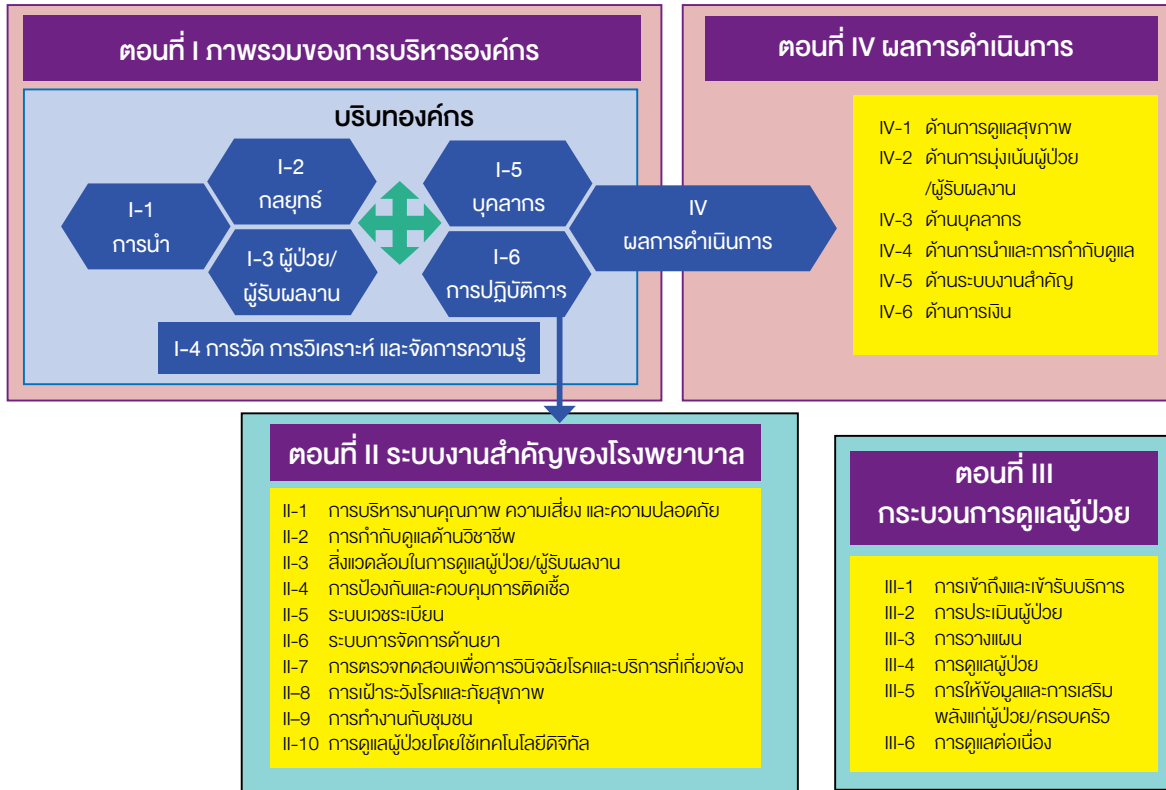 ตอนที่ I ภาพรวมของการบริหารองค์กร
บริบทองค์กร
I-1
การนำ
I-2
กลยุทธ์
I-3 ผู้ป่วย/
ผู้รับผลงาน
I-5
บุคลากร
I-6
การปฏิบัติการ
IV
ผลการดำเนินการ
I-4 การวัด การวิเคราะห์ และจัดการความรู้
ตอนที่ IV ผลการดำเนินการ
IV-1 ด้านการดูแลสุขภาพ
IV-2 ด้านการมุ่งเน้นผู้ป่วย
/ผู้รับผลงาน
IV-3 ด้านบุคลากร
IV-4 ด้านการนำและการกำกับดูแล
IV-5 ด้านระบบงานสำคัญ
IV-6 ด้านการเงิน
ตอนที่ II ระบบงานสำคัญของโรงพยาบาล
II-1 การบริหารงานคุณภาพ ความเสี่ยง และความปลอดภัย
II-2 การกำกับดูแลด้านวิชาชีพ
II-3 สิ่งแวดล้อมในการดูแลผู้ป่วย/ผู้รับผลงาน
II-4 การป้องกันและควบคุมการติดเชื้อ
II-5 ระบบเวชระเบียน
II-6 ระบบการจัดการด้านยา
II-7 การตรวจทดสอบเพื่อการวินิจฉัยโรคและบริการที่เกี่ยวข้อง
II–8 การเฝ้าระวังโรคและภัยสุขภาพ
II–9 การทำงานกับชุมชน
II-10 การดูแลผู้ป่วยโดยใช้เทคโนโลยีดิจิทัล
ตอนที่ III
กระบวนการดูแลผู้ป่วย
III-1 การเข้าถึงและเข้ารับบริการ
III-2 การประเมินผู้ป่วย
III-3 การวางแผน
III-4 การดูแลผู้ป่วย
III-5 การให้ข้อมูลและการเสริม
พลังแก่ผู้ป่วย/ครอบครัว
III-6 การดูแลต่อเนื่อง